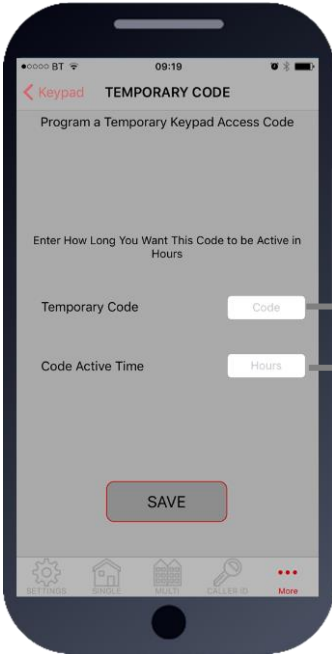 ●○○○○ BT 09:19
Keypad TEMPORARY CODE
Program a Temporary Keypad Access Code
Enter How Long You Want This Code to be Active in
Hours
Temporary Code Code
Code Active Time Hours
SAVE
SETTINGS SINGLE MULTI CALLER ID More